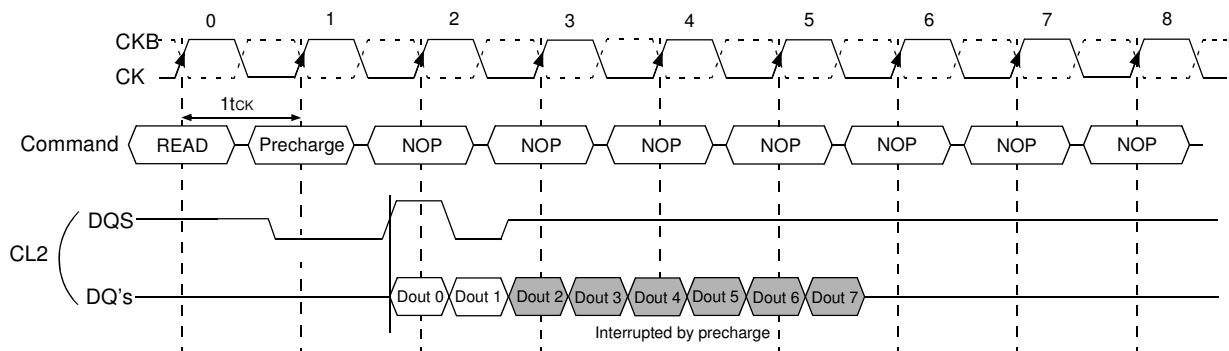 0 1 2 3 4 5 6 7 8
CKB
CK
1tCK
Command READ Precharge NOP NOP NOP NOP NOP NOP NOP
DQS
CL2
DQ's Dout 0 Dout 1 Dout 2 Dout 3 Dout 4 Dout 5 Dout 6 Dout 7
Interrupted by precharge